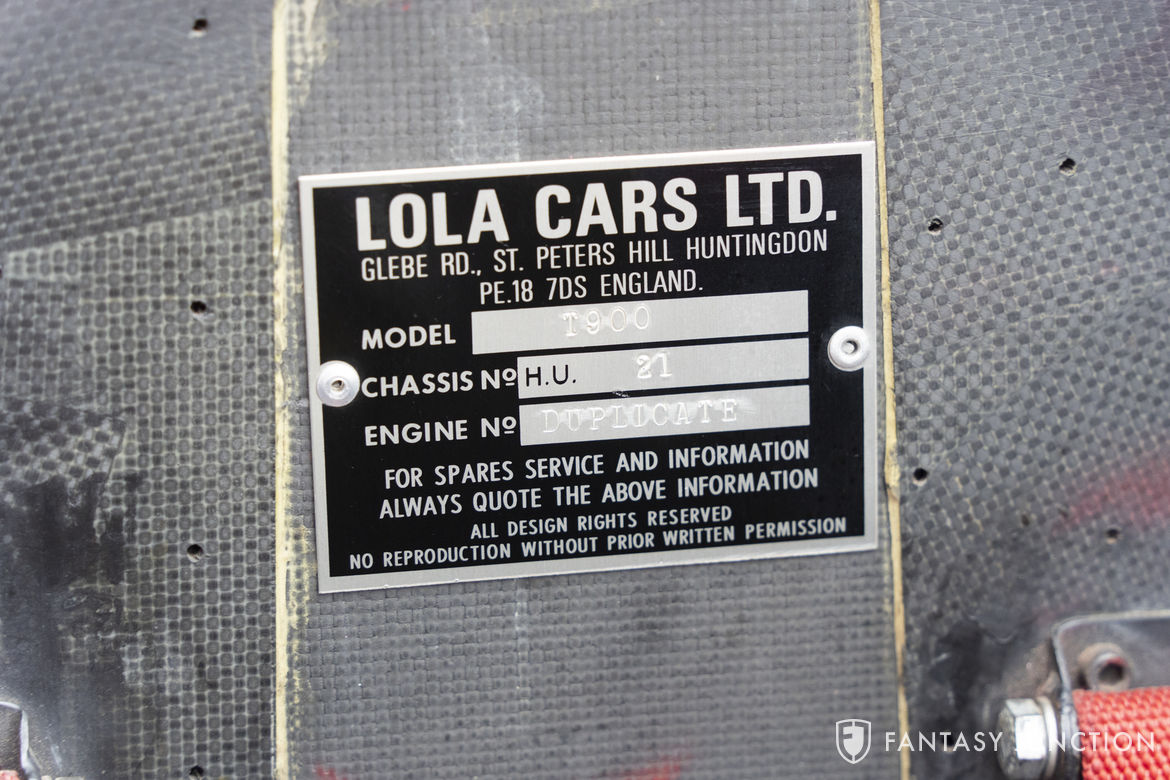 LOLA CARS LTD.
GLEBE RD., ST. PETERS HILL HUNTINGDON
PE.18 7DS ENGLAND.
MODEL T900
CHASSIS Nº H.U. 21
ENGINE Nº DUPLICATE
FOR SPARES SERVICE AND INFORMATION
ALWAYS QUOTE THE ABOVE INFORMATION
ALL DESIGN RIGHTS RESERVED
NO REPRODUCTION WITHOUT PRIOR WRITTEN PERMISSION
FANTASY JUNCTION